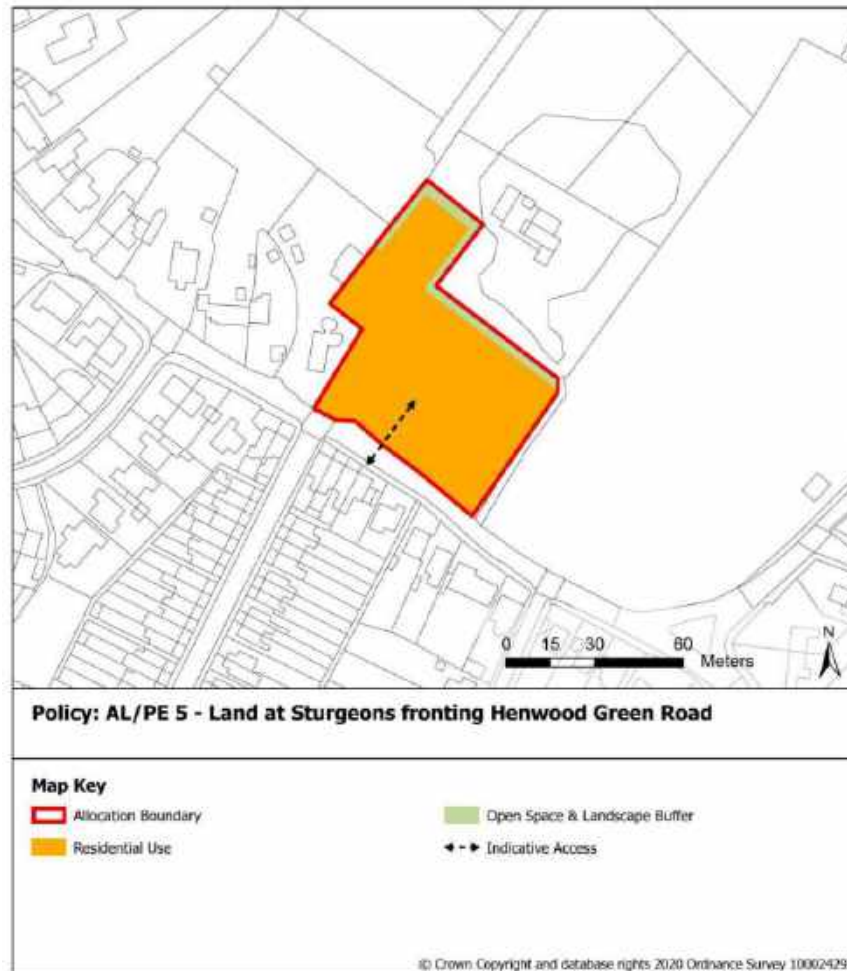 N
0 15 30 60
Meters
Policy: AL/PE 5 - Land at Sturgeons fronting Henwood Green Road
Map Key
Allocation Boundary
Open Space & Landscape Buffer
Residential Use
Indicative Access
© Crown Copyright and database rights 2020 Ordnance Survey 10002429